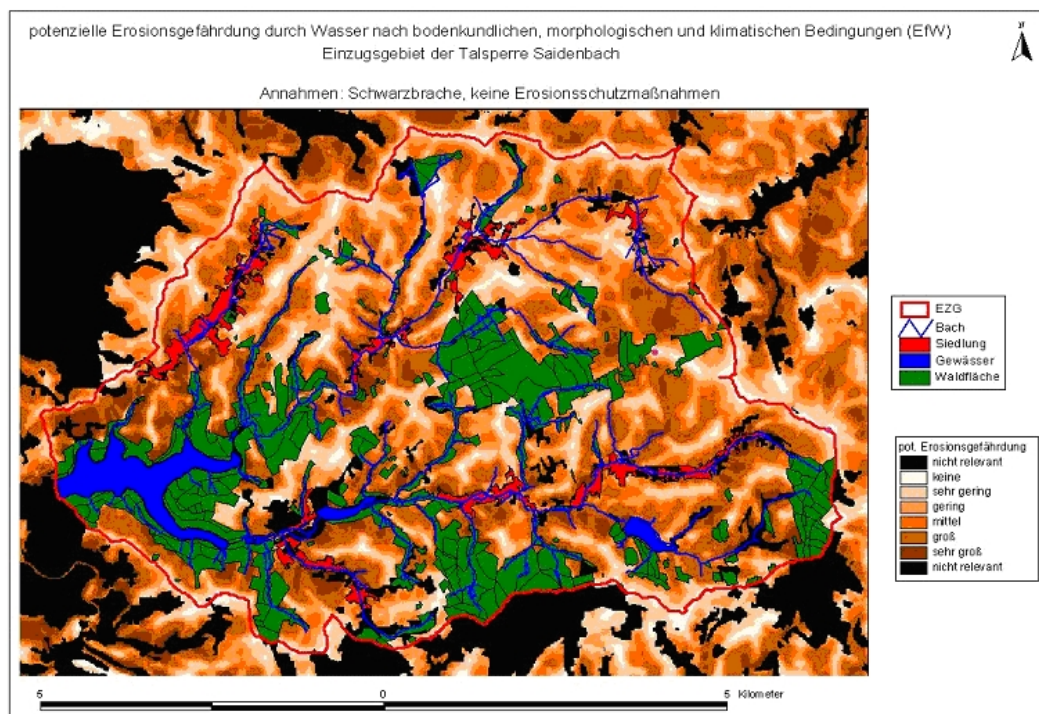 potenzielle Erosionsgefährdung durch Wasser nach bodenkundlichen, morphologischen und klimatischen Bedingungen (EfW)
Einzugsgebiet der Talsperre Saidenbach
Annahmen: Schwarzbrache, keine Erosionsschutzmaßnahmen
EZG
Bach
Siedlung
Gewässer
Waldfläche
pot. Erosionsgefährdung
nicht relevant
keine
sehr gering
gering
mittel
groß
sehr groß
nicht relevant
5 0 5 Kilometer